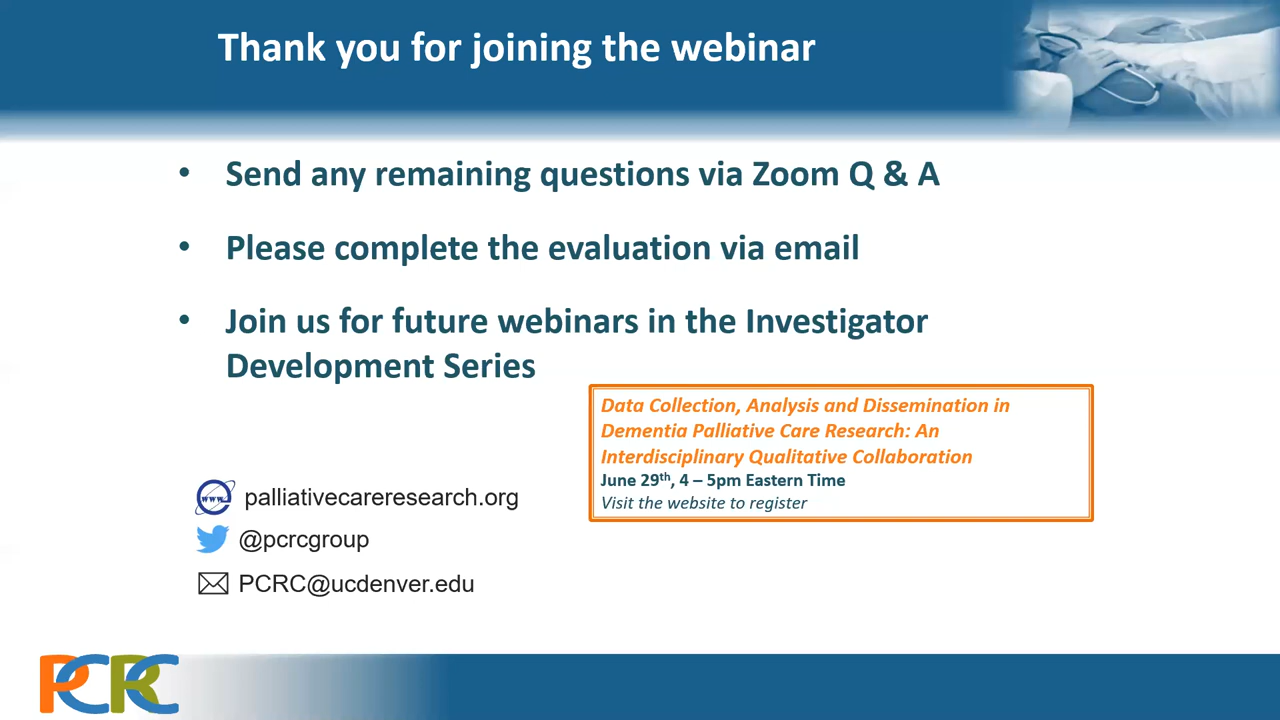 Thank you for joining the webinar
• Send any remaining questions via Zoom Q & A
• Please complete the evaluation via email
• Join us for future webinars in the Investigator
Development Series
Data Collection, Analysis and Dissemination in
Dementia Palliative Care Research: An
Interdisciplinary Qualitative Collaboration
June 29th, 4 – 5pm Eastern Time
Visit the website to register
www palliativecareresearch.org
@pcrcgroup
PCRC@ucdenver.edu
PCRC